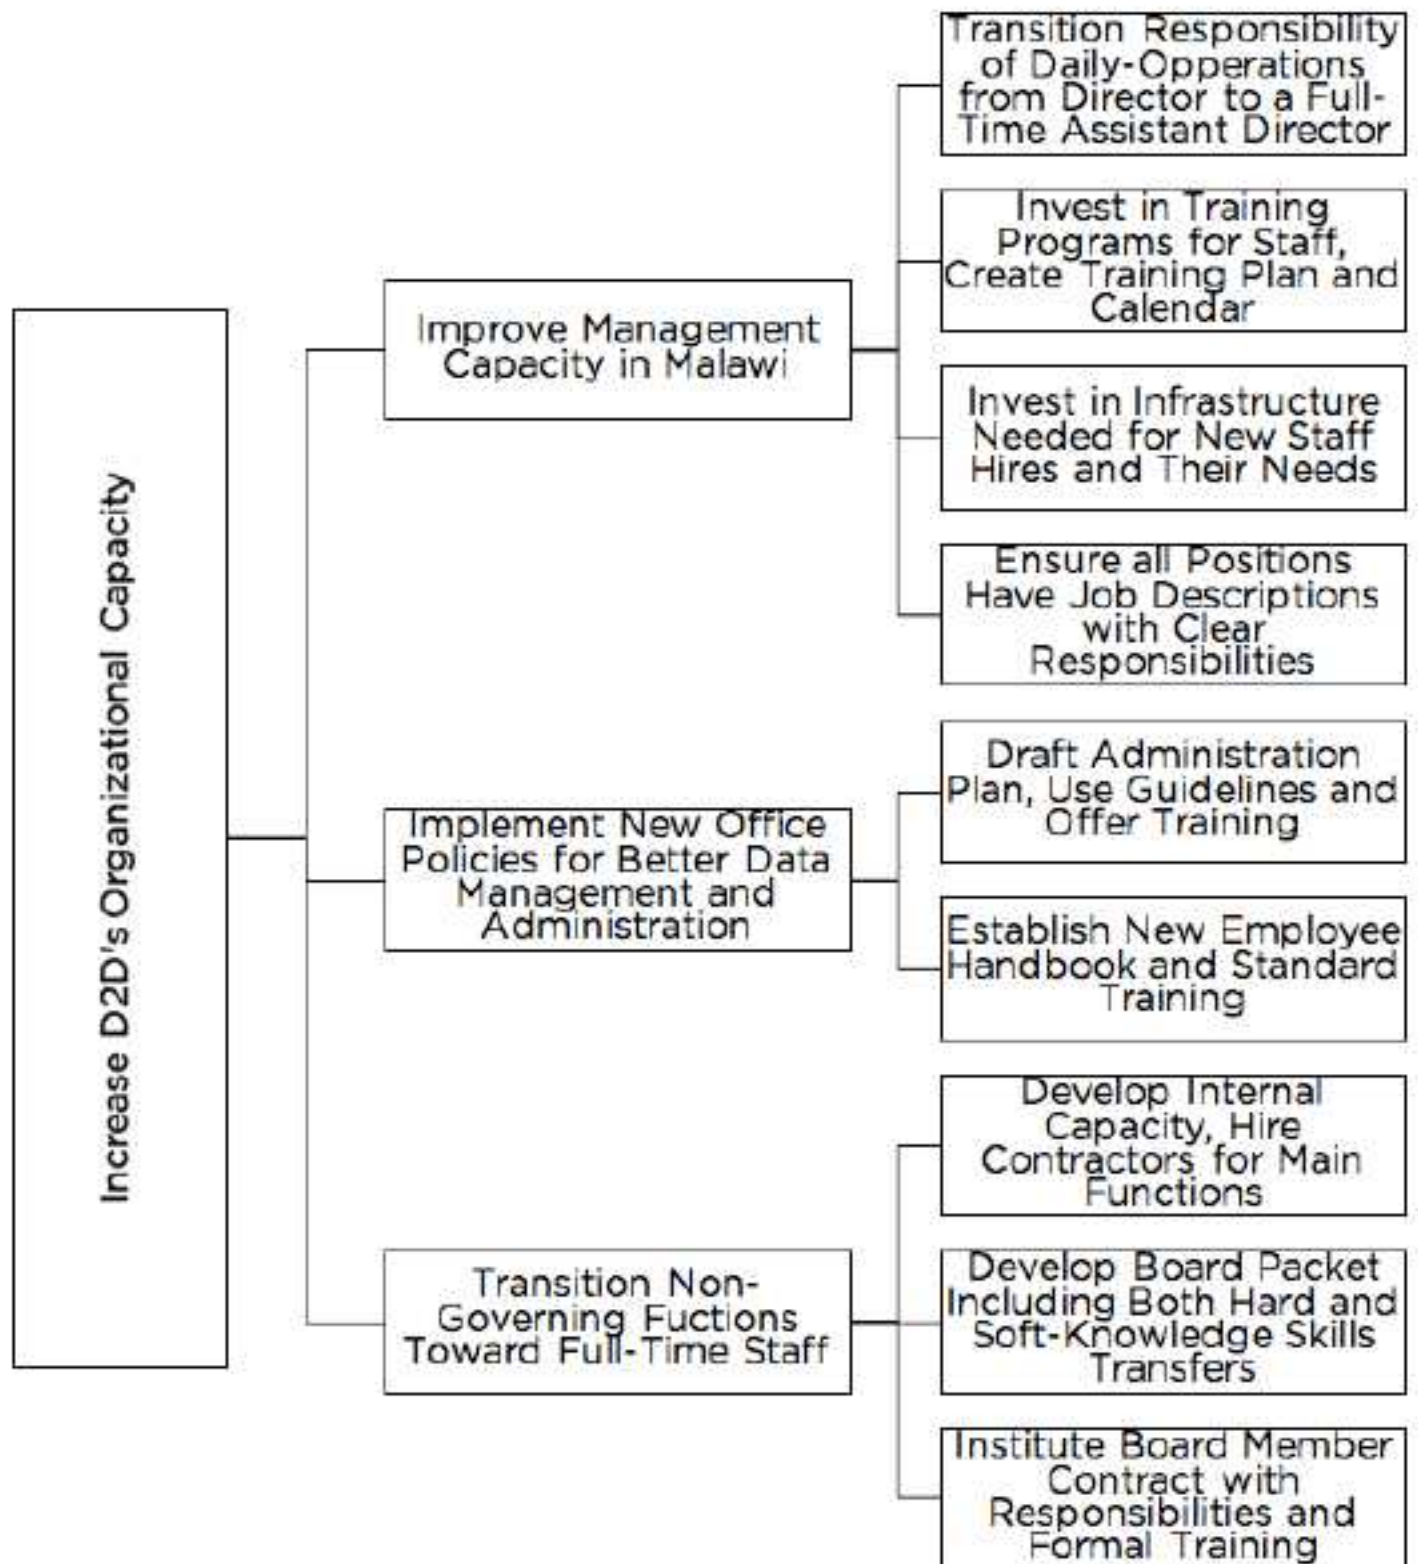 Increase D2D's Organizational Capacity
Improve Management
Capacity in Malawi
Transition Responsibility
of Daily-Opperations
from Director to a Full-
Time Assistant Director
Invest in Training
Programs for Staff,
Create Training Plan and
Calendar
Invest in Infrastructure
Needed for New Staff
Hires and Their Needs
Ensure all Positions
Have Job Descriptions
with Clear
Responsibilities
Implement New Office
Policies for Better Data
Management and
Administration
Draft Administration
Plan, Use Guidelines and
Offer Training
Establish New Employee
Handbook and Standard
Training
Transition Non-
Governing Fuctions
Toward Full-Time Staff
Develop Internal
Capacity, Hire
Contractors for Main
Functions
Develop Board Packet
Including Both Hard and
Soft-Knowledge Skills
Transfers
Institute Board Member
Contract with
Responsibilities and
Formal Training